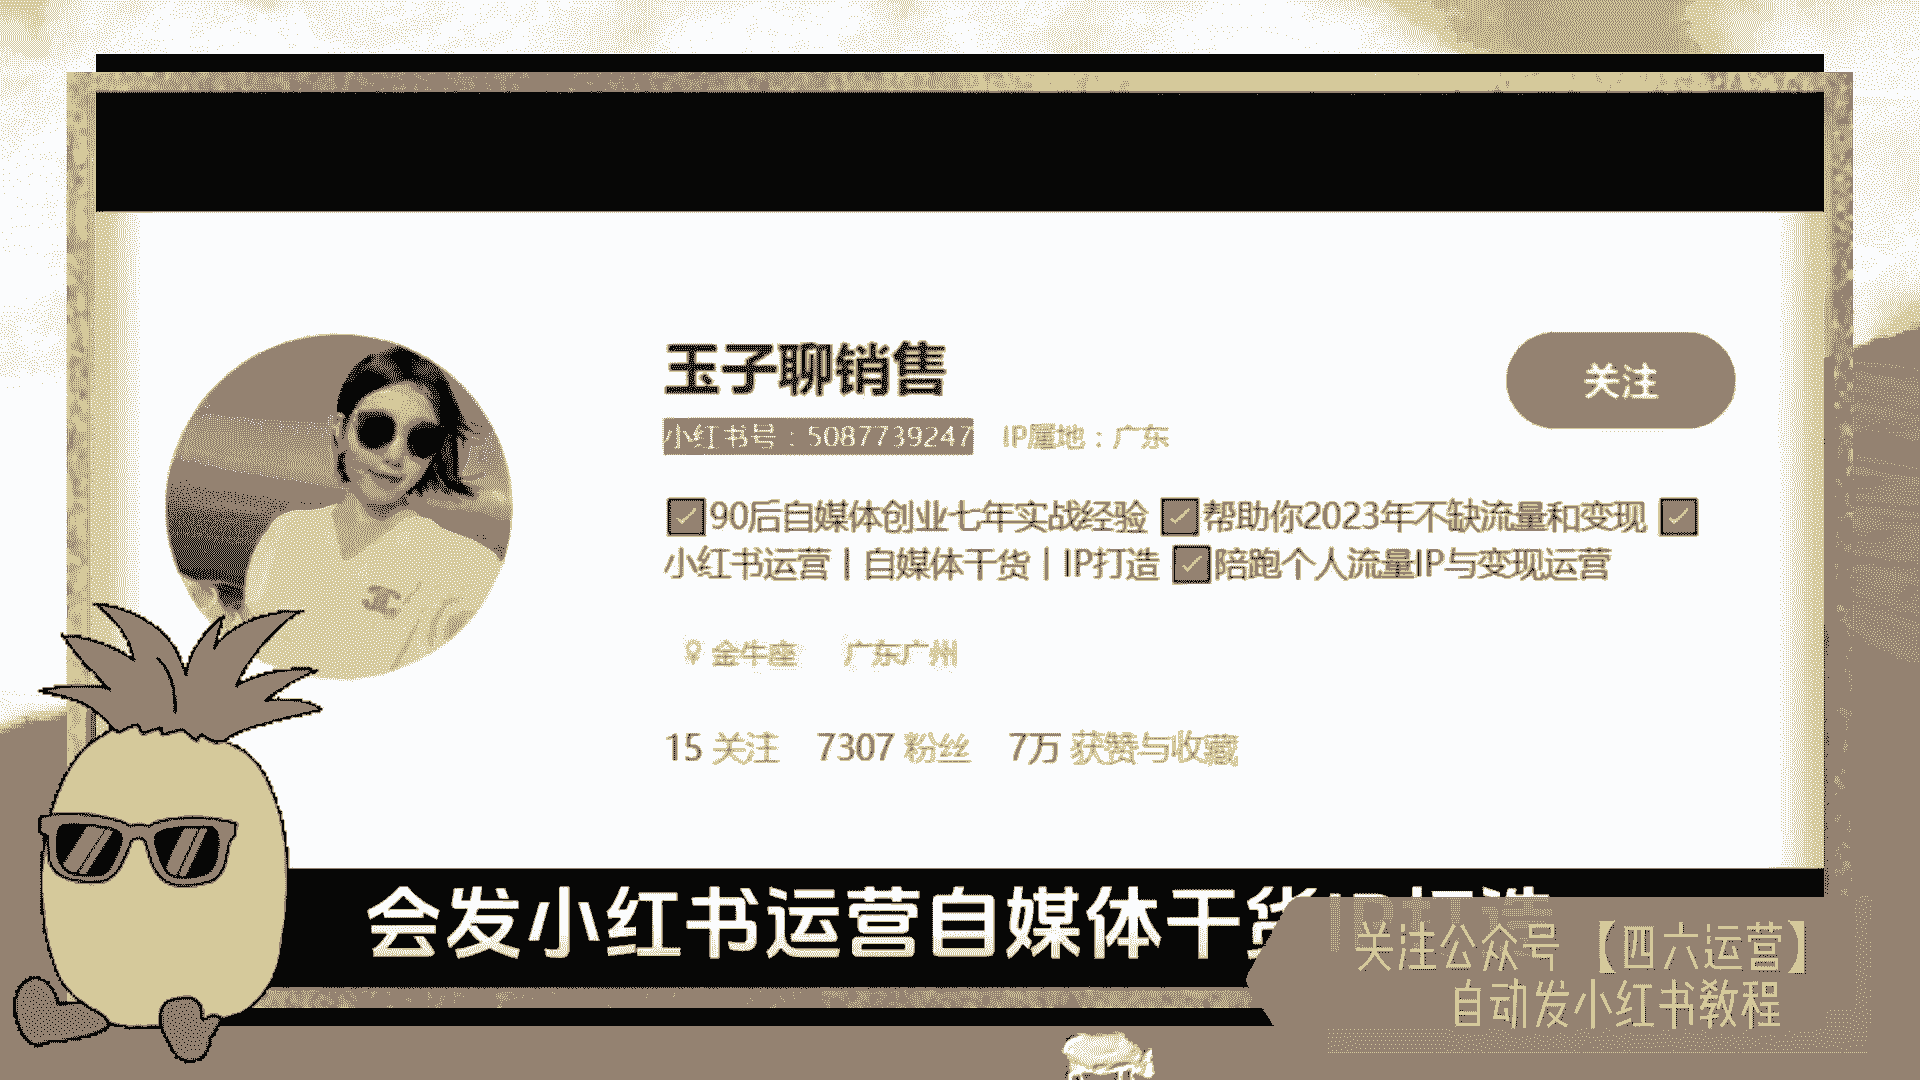 玉子聊销售
关注
小红书号：5087739247 IP属地：广东
90后自媒体创业七年实战经验 帮助你2023年不缺流量和变现
小红书运营丨自媒体干货丨IP打造 陪跑个人流量IP与变现运营
金牛座 广东广州
15 关注 7307 粉丝 7万 获赞与收藏
会发小红书运营自媒体干货IP打造
关注公众号 【四六运营】
自动发小红书教程